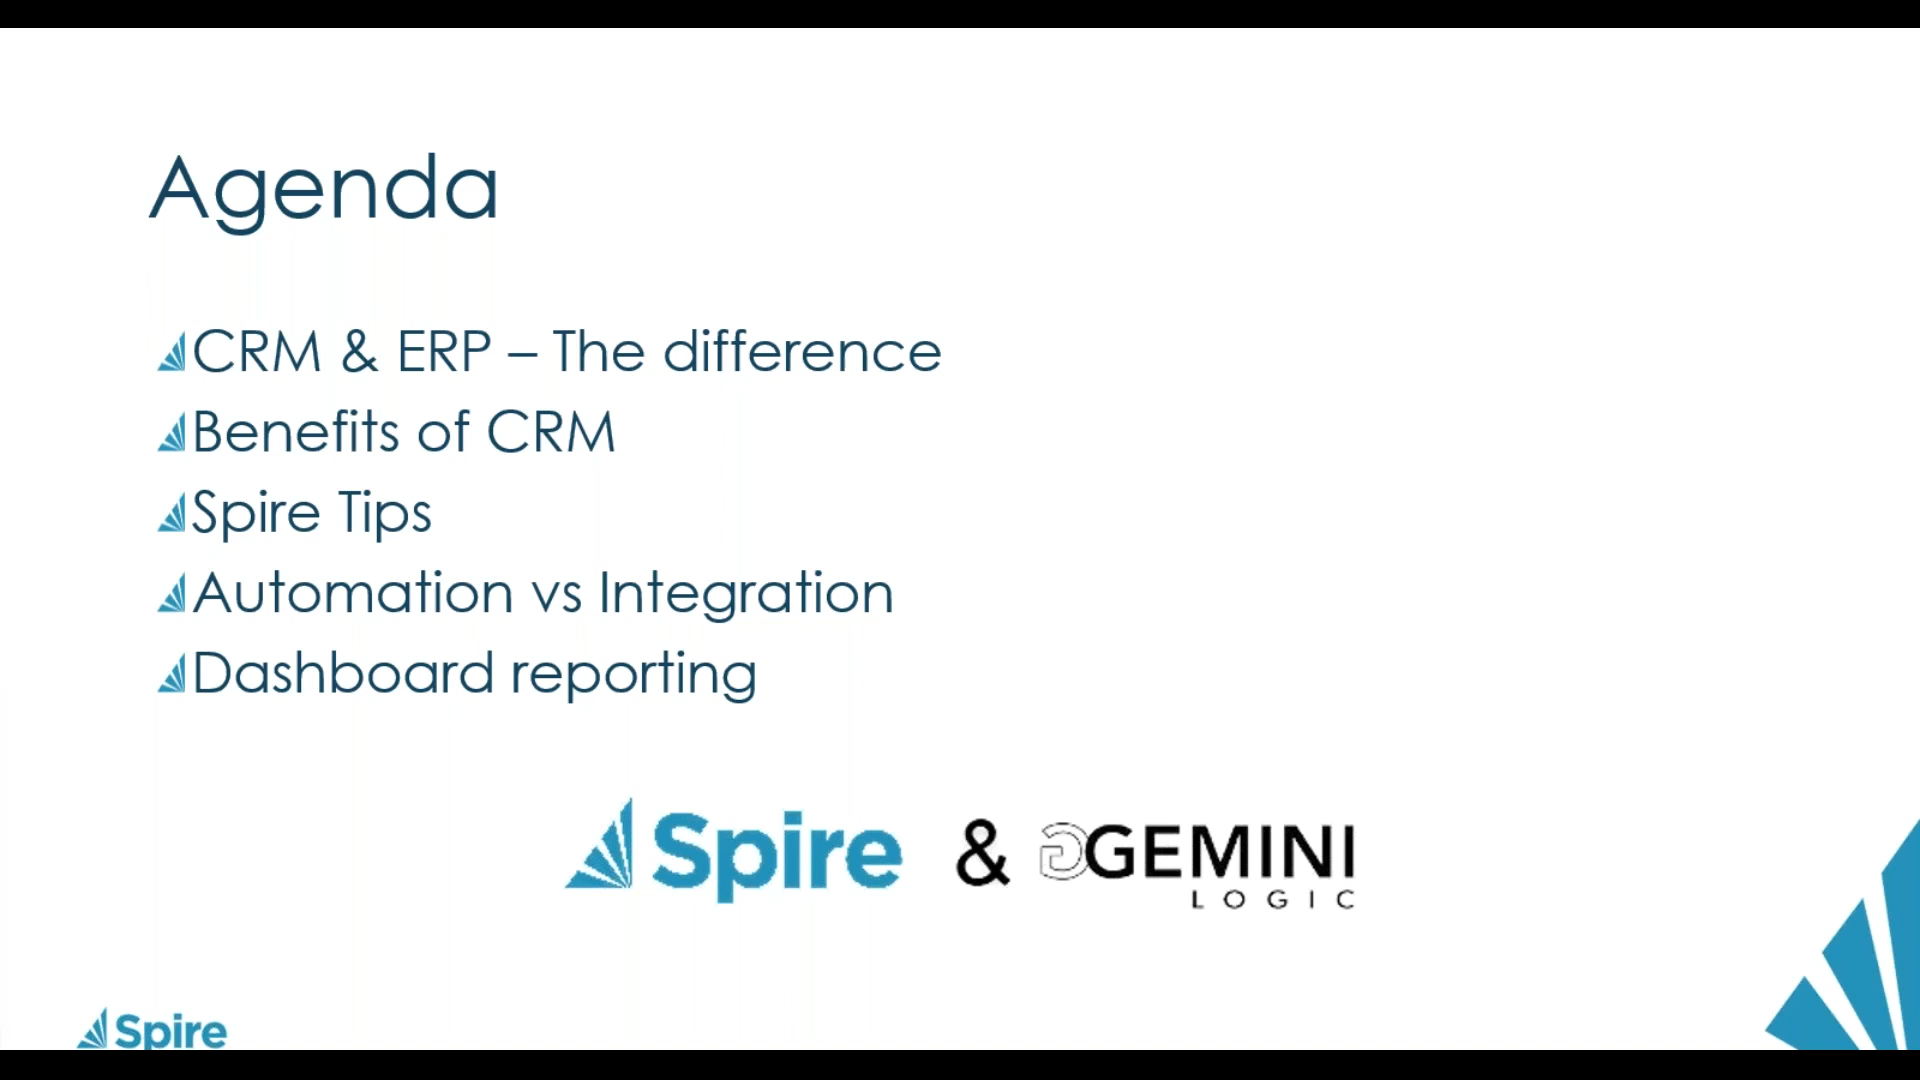 Agenda
CRM & ERP – The difference
Benefits of CRM
Spire Tips
Automation vs Integration
Dashboard reporting
Spire & GEMINI
LOGIC
Spire